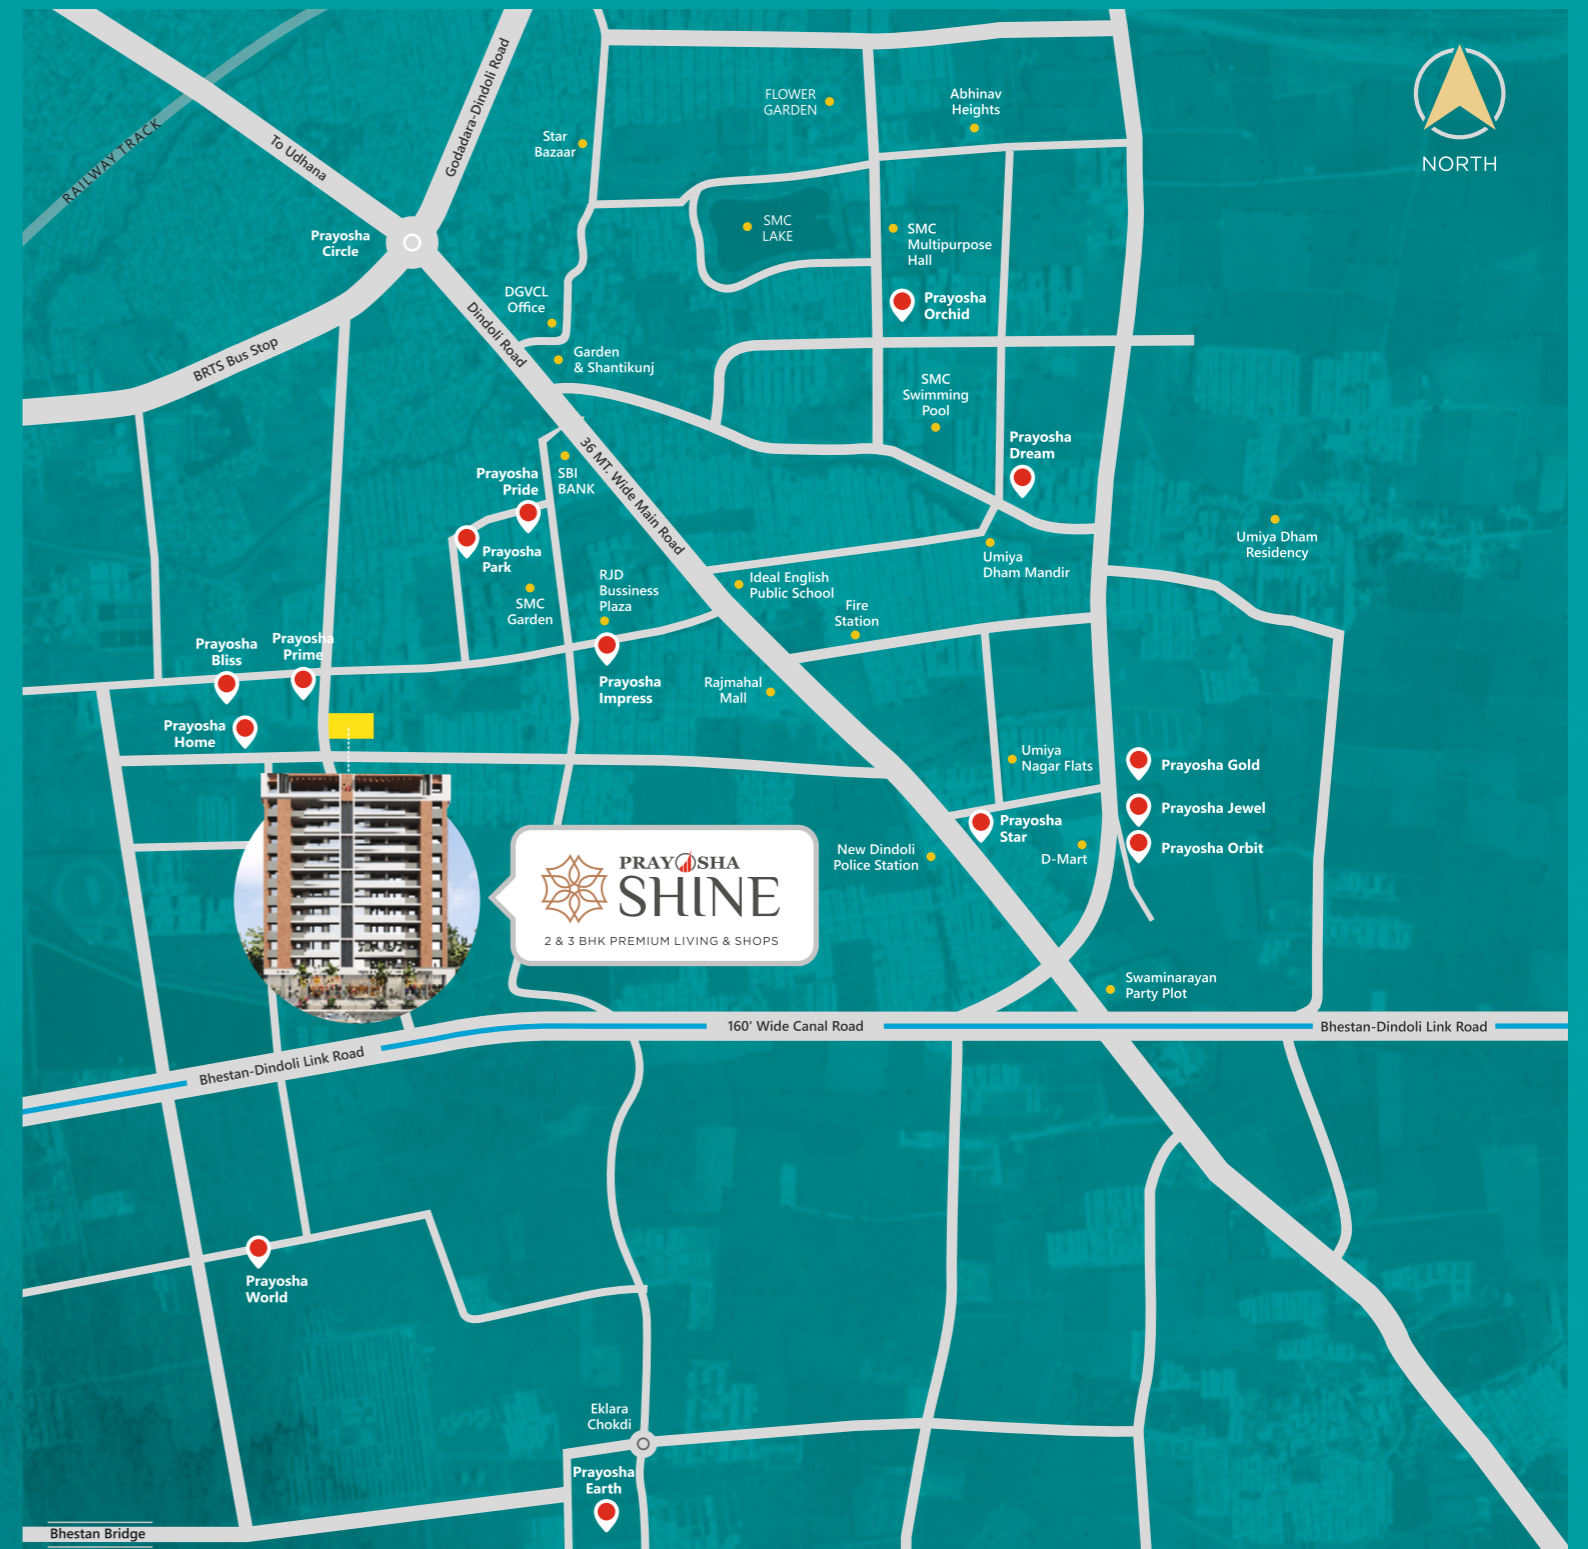 FLOWER
GARDEN
Abhinav
Heights
NORTH
Godadara-Dindoli Road
Star
Bazaar
RAILWAY TRACK
To Udhana
Prayosha
Circle
SMC
LAKE
SMC
Multipurpose
Hall
DGVCL
Office
Prayosha
Orchid
Dindoli Road
BRTS Bus Stop
Garden
& Shantikunj
SMC
Swimming
Pool
36 MT. Wide Main Road
Prayosha
Dream
Prayosha
Pride
SBI
BANK
Prayosha
Park
Umiya Dham
Residency
Umiya
Dham Mandir
RJD
Bussiness
Plaza
Ideal English
Public School
SMC
Garden
Fire
Station
Prayosha
Bliss
Prayosha
Prime
Prayosha
Impress
Rajmahal
Mall
Prayosha
Home
Umiya
Nagar Flats
Prayosha Gold
Prayosha Jewel
Prayosha
Star
Prayosha Orbit
New Dindoli
Police Station
D-Mart
PRAYOSHA
SHINE
2 & 3 BHK PREMIUM LIVING & SHOPS
Swaminarayan
Party Plot
160' Wide Canal Road
Bhestan-Dindoli Link Road
Bhestan-Dindoli Link Road
Prayosha
World
Eklara
Chokdi
Prayosha
Earth
Bhestan Bridge